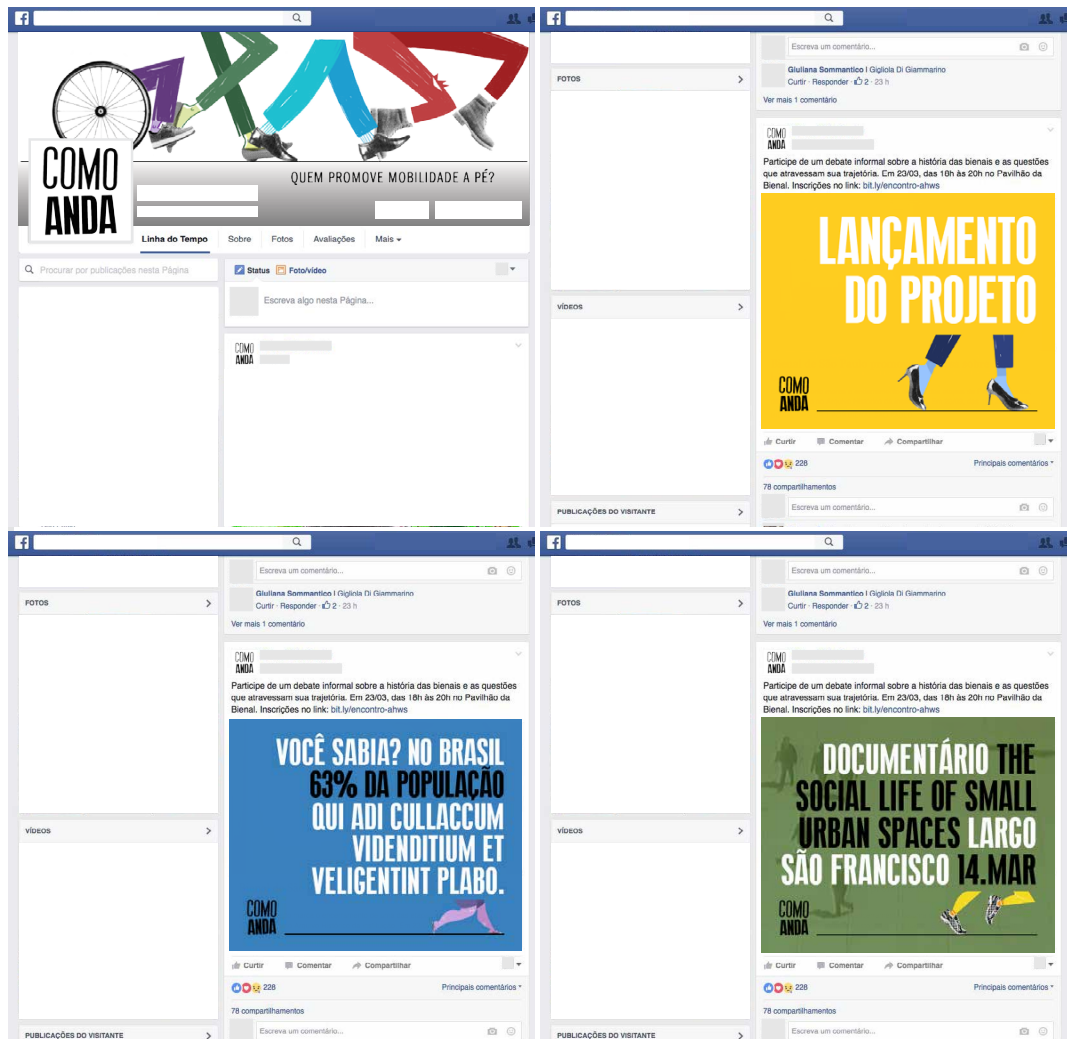 QUEM PROMOVE MOBILIDADE A PÉ?
COMO
ANDA
Linha do Tempo Sobre Fotos Avaliações Mais
Procurar por publicações nesta Página
Status Foto/vídeo
Escreva algo nesta Página...
COMO
ANDA
Escreva um comentário...
Giuliana Sommantico I Gigliola Di Giammarino
Curtir · Responder · 2 · 23 h
Ver mais 1 comentário
FOTOS
COMO
ANDA
Participe de um debate informal sobre a história das bienais e as questões
que atravessam sua trajetória. Em 23/03, das 18h às 20h no Pavilhão da
Bienal. Inscrições no link: bit.ly/encontro-ahws
LANÇAMENTO
DO PROJETO
COMO
ANDA
VÍDEOS
Curtir Comentar Compartilhar
228 Principais comentários
78 compartilhamentos
PUBLICAÇÕES DO VISITANTE
Escreva um comentário...
Escreva um comentário...
Giuliana Sommantico I Gigliola Di Giammarino
Curtir · Responder · 2 · 23 h
Ver mais 1 comentário
FOTOS
COMO
ANDA
Participe de um debate informal sobre a história das bienais e as questões
que atravessam sua trajetória. Em 23/03, das 18h às 20h no Pavilhão da
Bienal. Inscrições no link: bit.ly/encontro-ahws
VOCÊ SABIA? NO BRASIL
63% DA POPULAÇÃO
QUI ADI CULLACCUM
VIDENDITIUM ET
VELIGENTINT PLABO.
COMO
ANDA
VÍDEOS
Curtir Comentar Compartilhar
228 Principais comentários
78 compartilhamentos
PUBLICAÇÕES DO VISITANTE
Escreva um comentário...
Escreva um comentário...
Giuliana Sommantico I Gigliola Di Giammarino
Curtir · Responder · 2 · 23 h
Ver mais 1 comentário
FOTOS
COMO
ANDA
Participe de um debate informal sobre a história das bienais e as questões
que atravessam sua trajetória. Em 23/03, das 18h às 20h no Pavilhão da
Bienal. Inscrições no link: bit.ly/encontro-ahws
DOCUMENTÁRIO THE
SOCIAL LIFE OF SMALL
URBAN SPACES LARGO
SÃO FRANCISCO 14.MAR
COMO
ANDA
VÍDEOS
Curtir Comentar Compartilhar
228 Principais comentários
78 compartilhamentos
PUBLICAÇÕES DO VISITANTE
Escreva um comentário...